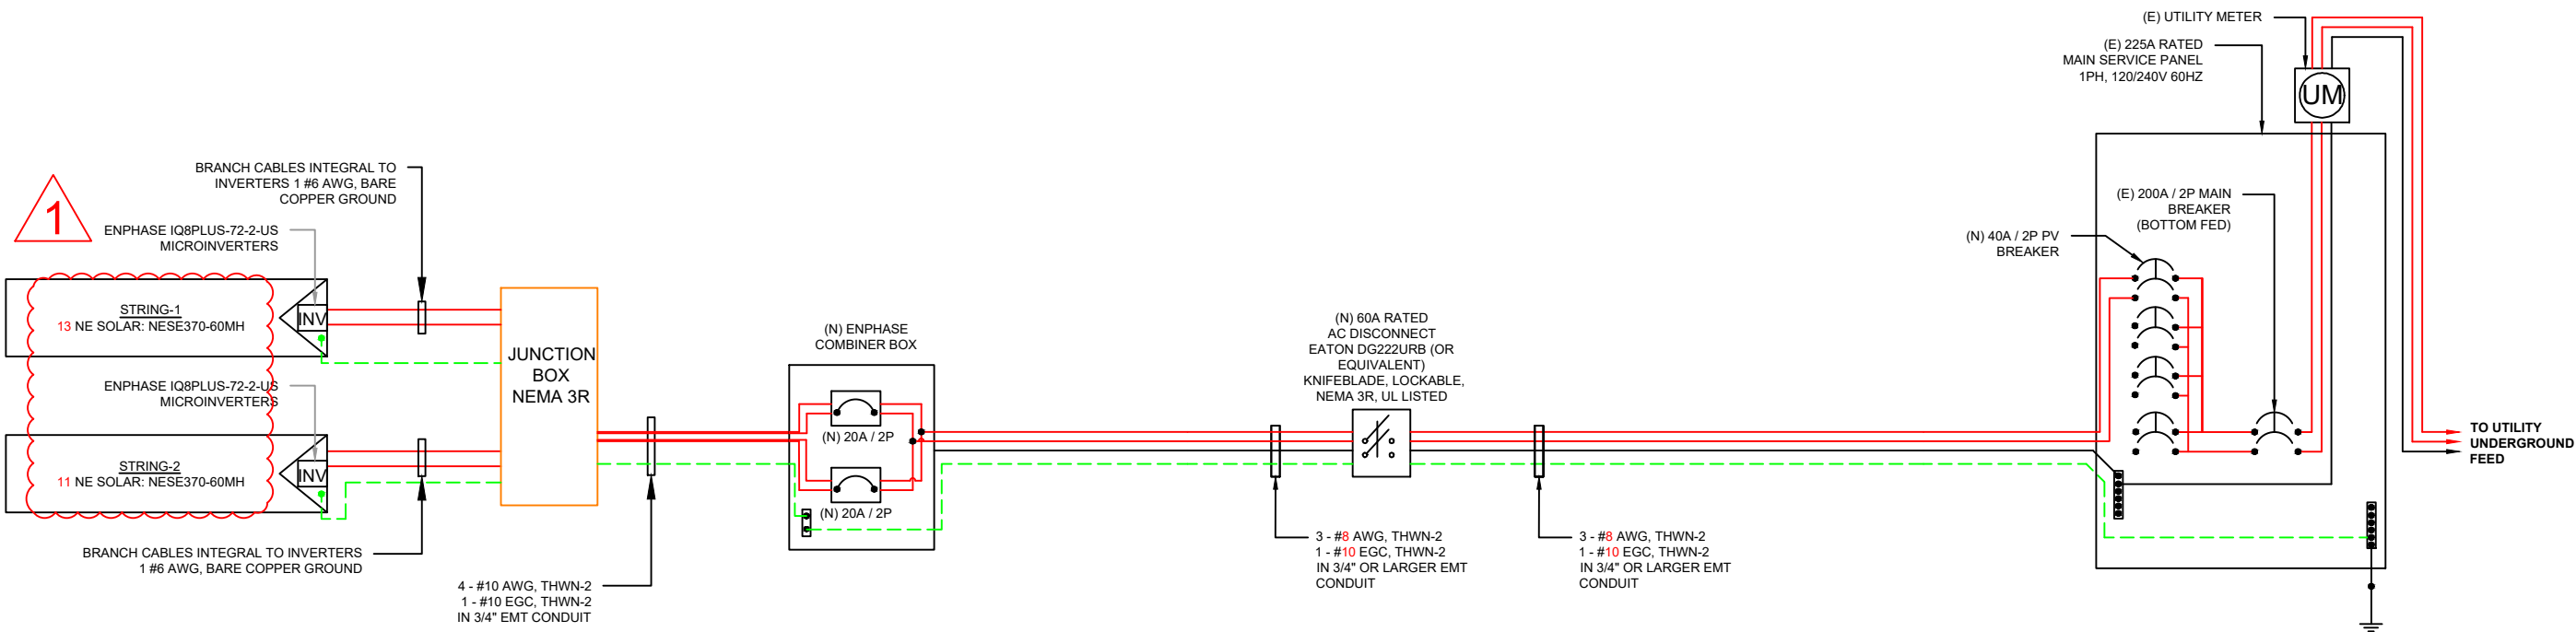 (E) UTILITY METER
(E) 225A RATED
MAIN SERVICE PANEL
1PH, 120/240V 60HZ
UM
BRANCH CABLES INTEGRAL TO
INVERTERS 1 #6 AWG, BARE
COPPER GROUND
1
ENPHASE IQ8PLUS-72-2-US
MICROINVERTERS
STRING-1
13 NE SOLAR: NESE370-60MH
INV
ENPHASE IQ8PLUS-72-2-US
MICROINVERTERS
STRING-2
11 NE SOLAR: NESE370-60MH
INV
BRANCH CABLES INTEGRAL TO INVERTERS
1 #6 AWG, BARE COPPER GROUND
JUNCTION
BOX
NEMA 3R
4 - #10 AWG, THWN-2
1 - #10 EGC, THWN-2
IN 3/4" EMT CONDUIT
(N) ENPHASE
COMBINER BOX
(N) 20A / 2P
(N) 20A / 2P
(N) 60A RATED
AC DISCONNECT
EATON DG222URB (OR
EQUIVALENT)
KNIFEBLADE, LOCKABLE,
NEMA 3R, UL LISTED
3 - #8 AWG, THWN-2
1 - #10 EGC, THWN-2
IN 3/4" OR LARGER EMT
CONDUIT
3 - #8 AWG, THWN-2
1 - #10 EGC, THWN-2
IN 3/4" OR LARGER EMT
CONDUIT
(E) 200A / 2P MAIN
BREAKER
(BOTTOM FED)
(N) 40A / 2P PV
BREAKER
TO UTILITY
UNDERGROUND
FEED